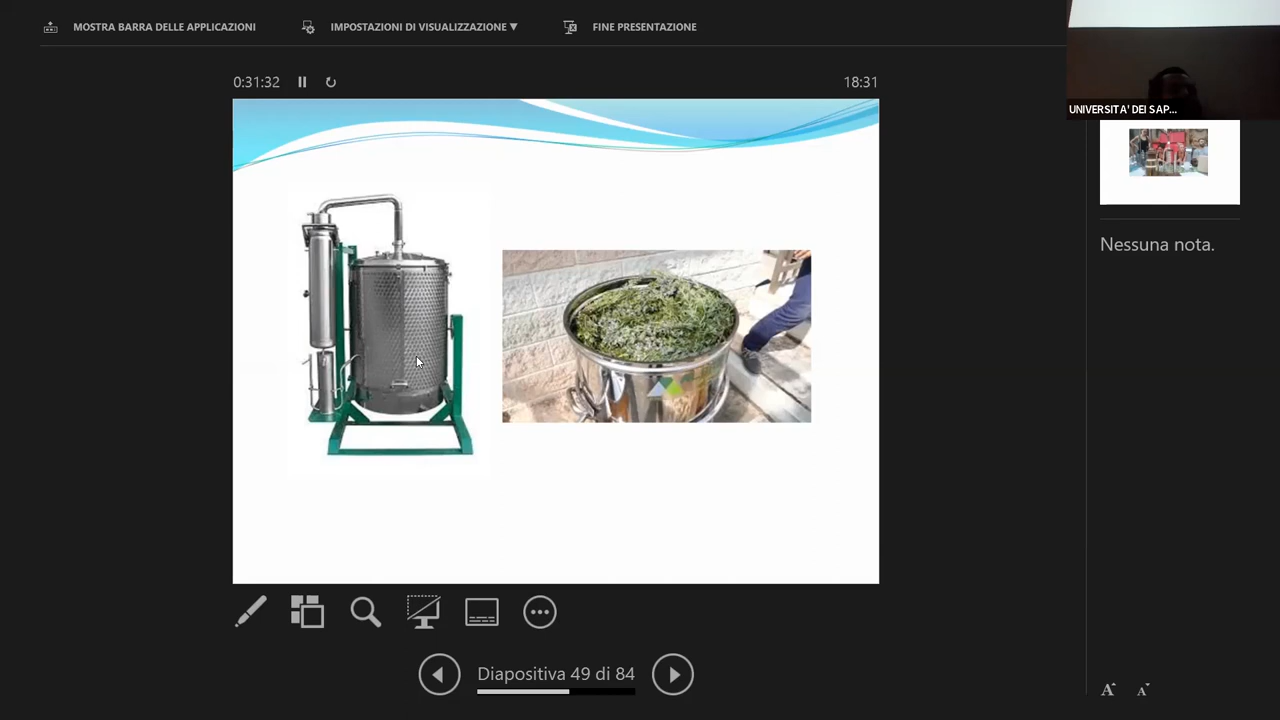 MOSTRA BARRA DELLE APPLICAZIONI
IMPOSTAZIONI DI VISUALIZZAZIONE ▼
FINE PRESENTAZIONE
UNIVERSITA' DEI SAP...
0:31:32
18:31
Nessuna nota.
Diapositiva 49 di 84
A A